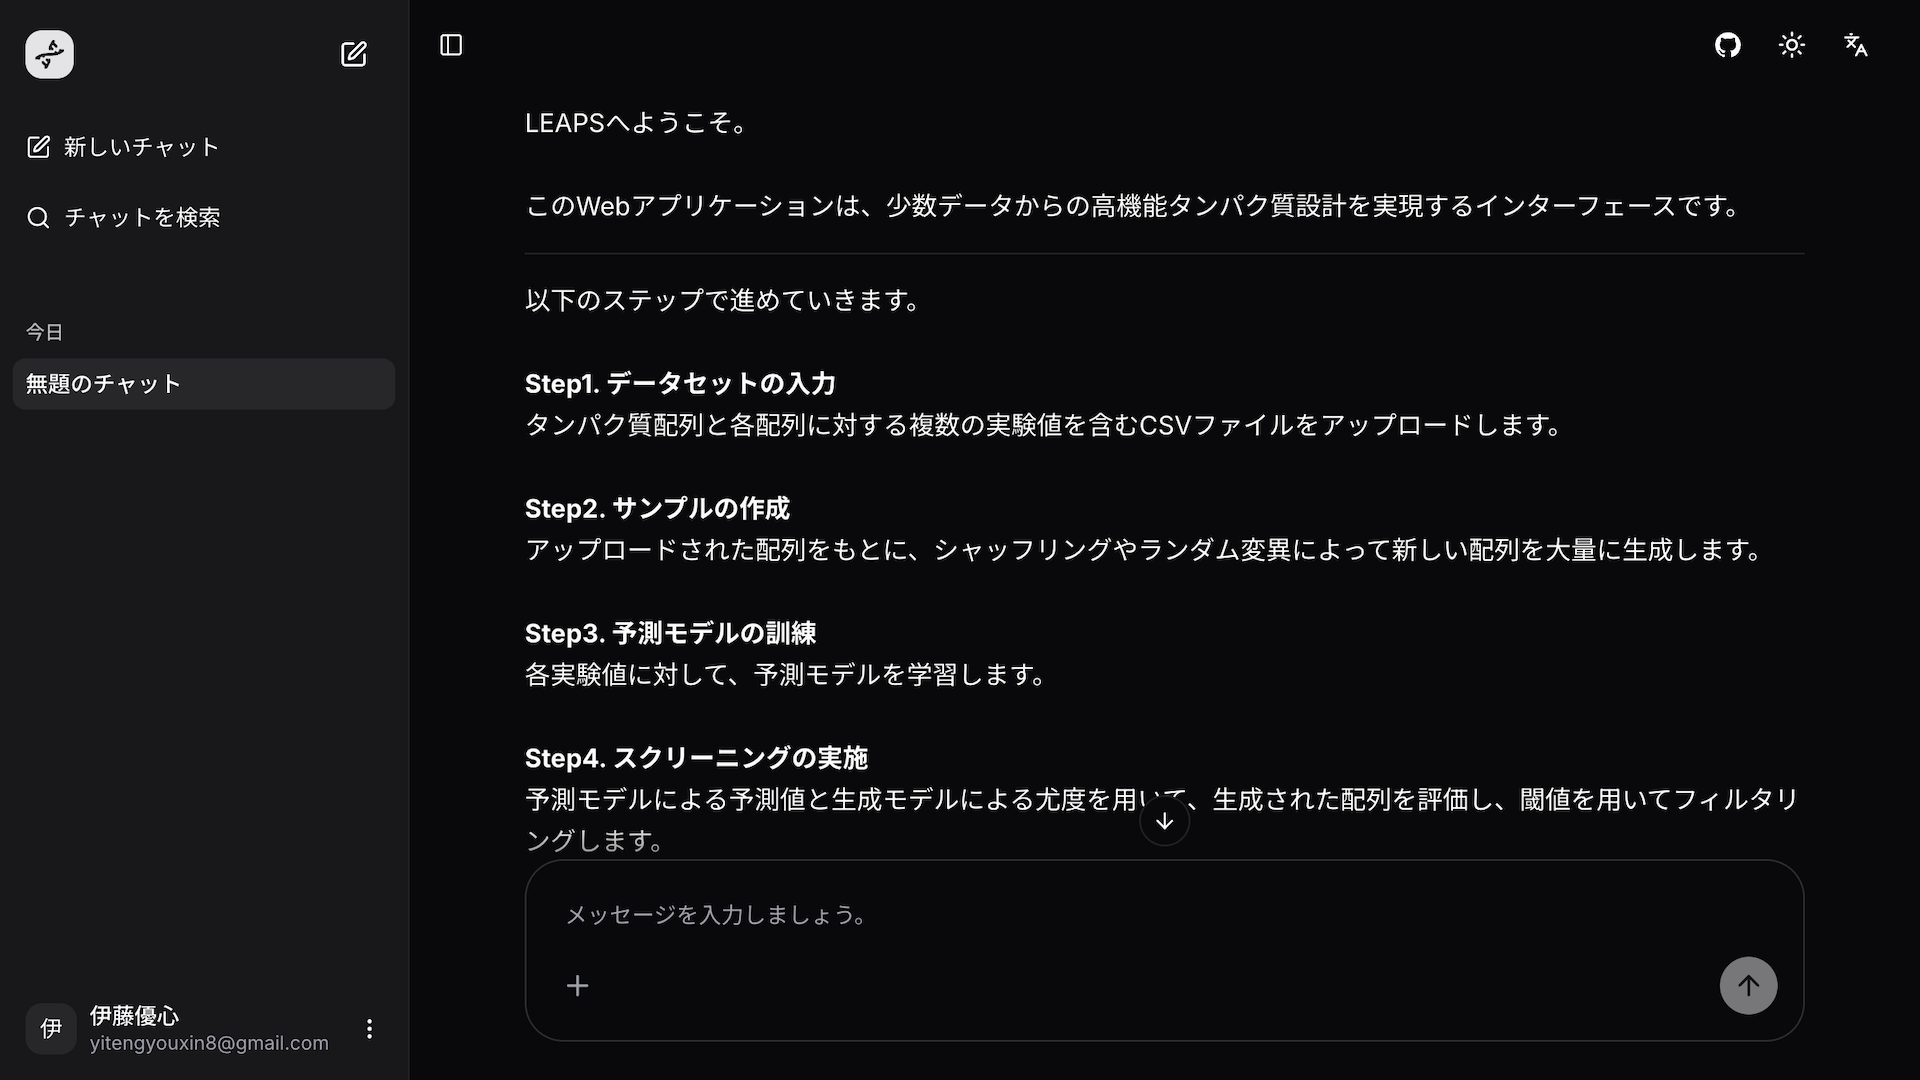 新しいチャット
チャットを検索
今日
無題のチャット
伊
伊藤優心
yitengyouxin8@gmail.com
LEAPSへようこそ。
このWebアプリケーションは、少数データからの高機能タンパク質設計を実現するインターフェースです。
以下のステップで進めていきます。
Step1. データセットの入力
タンパク質配列と各配列に対する複数の実験値を含むCSVファイルをアップロードします。
Step2. サンプルの作成
アップロードされた配列をもとに、シャッフリングやランダム変異によって新しい配列を大量に生成します。
Step3. 予測モデルの訓練
各実験値に対して、予測モデルを学習します。
Step4. スクリーニングの実施
予測モデルによる予測値と生成モデルによる尤度を用いて、生成された配列を評価し、閾値を用いてフィルタリ
ングします。
メッセージを入力しましょう。